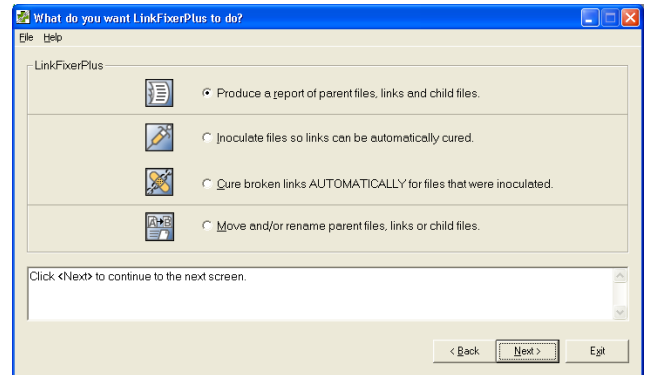 What do you want LinkFixerPlus to do?
File Help
LinkFixerPlus
Produce a report of parent files, links and child files.
Inoculate files so links can be automatically cured.
Cure broken links AUTOMATICALLY for files that were inoculated.
A B
Move and/or rename parent files, links or child files.
Click <Next> to continue to the next screen.
< Back Next > Exit